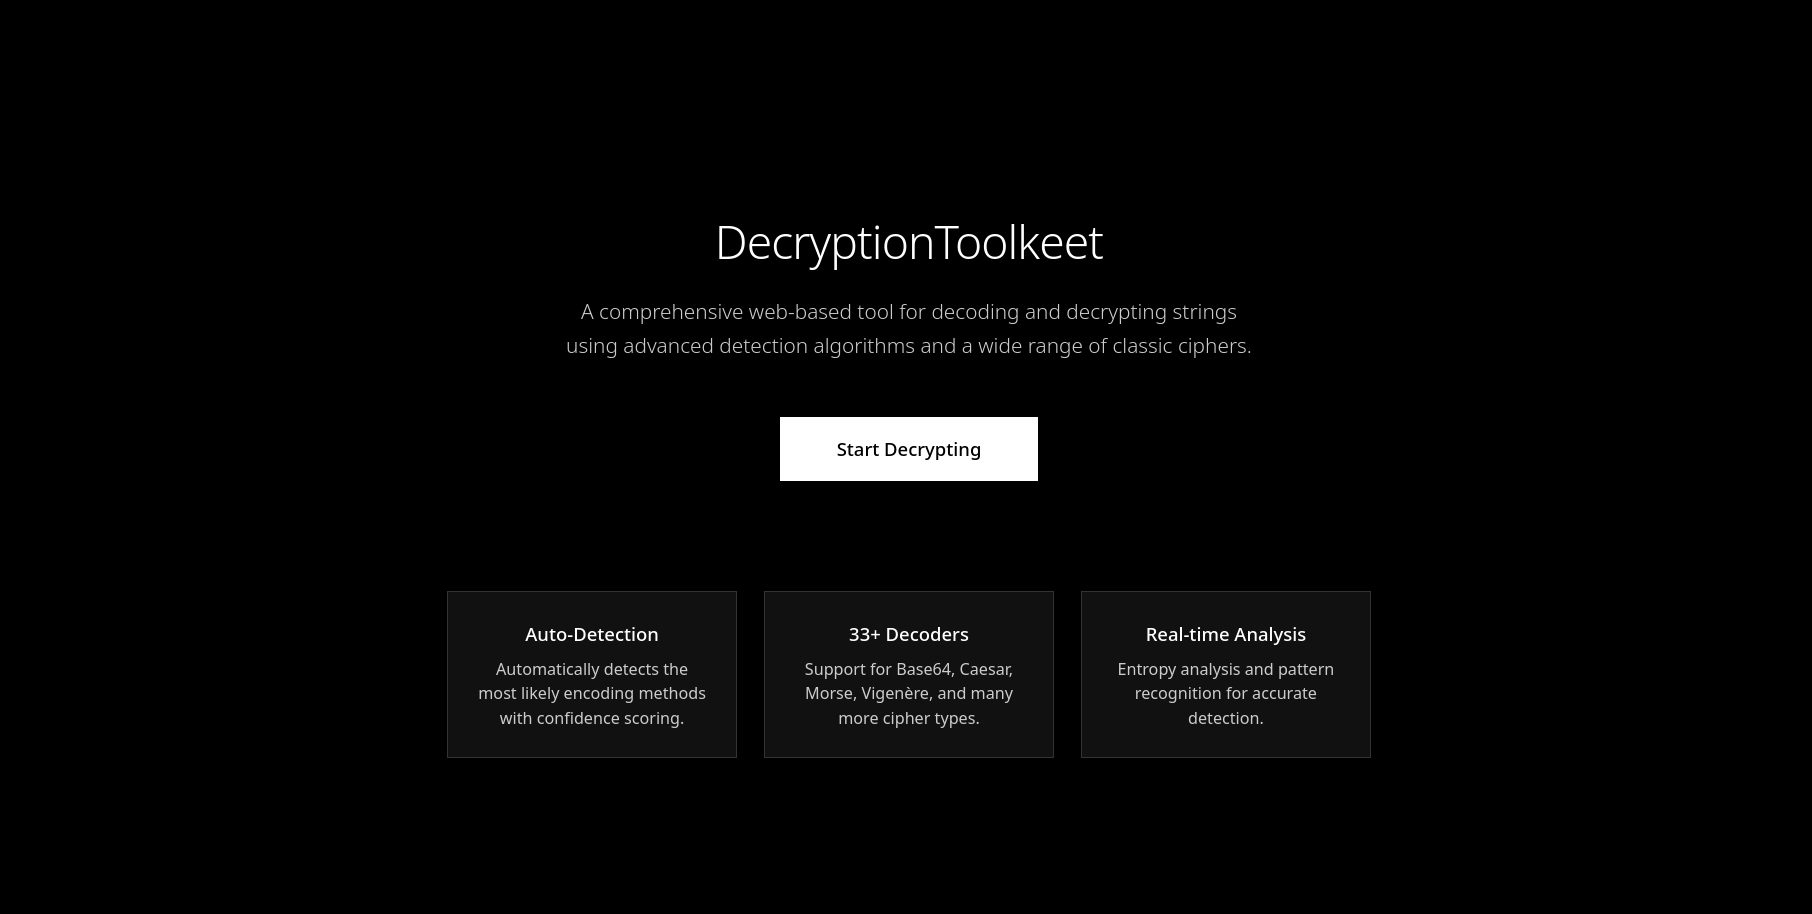 DecryptionToolkeet
A comprehensive web-based tool for decoding and decrypting strings
using advanced detection algorithms and a wide range of classic ciphers.
Start Decrypting
Auto-Detection
Automatically detects the
most likely encoding methods
with confidence scoring.
33+ Decoders
Support for Base64, Caesar,
Morse, Vigenère, and many
more cipher types.
Real-time Analysis
Entropy analysis and pattern
recognition for accurate
detection.